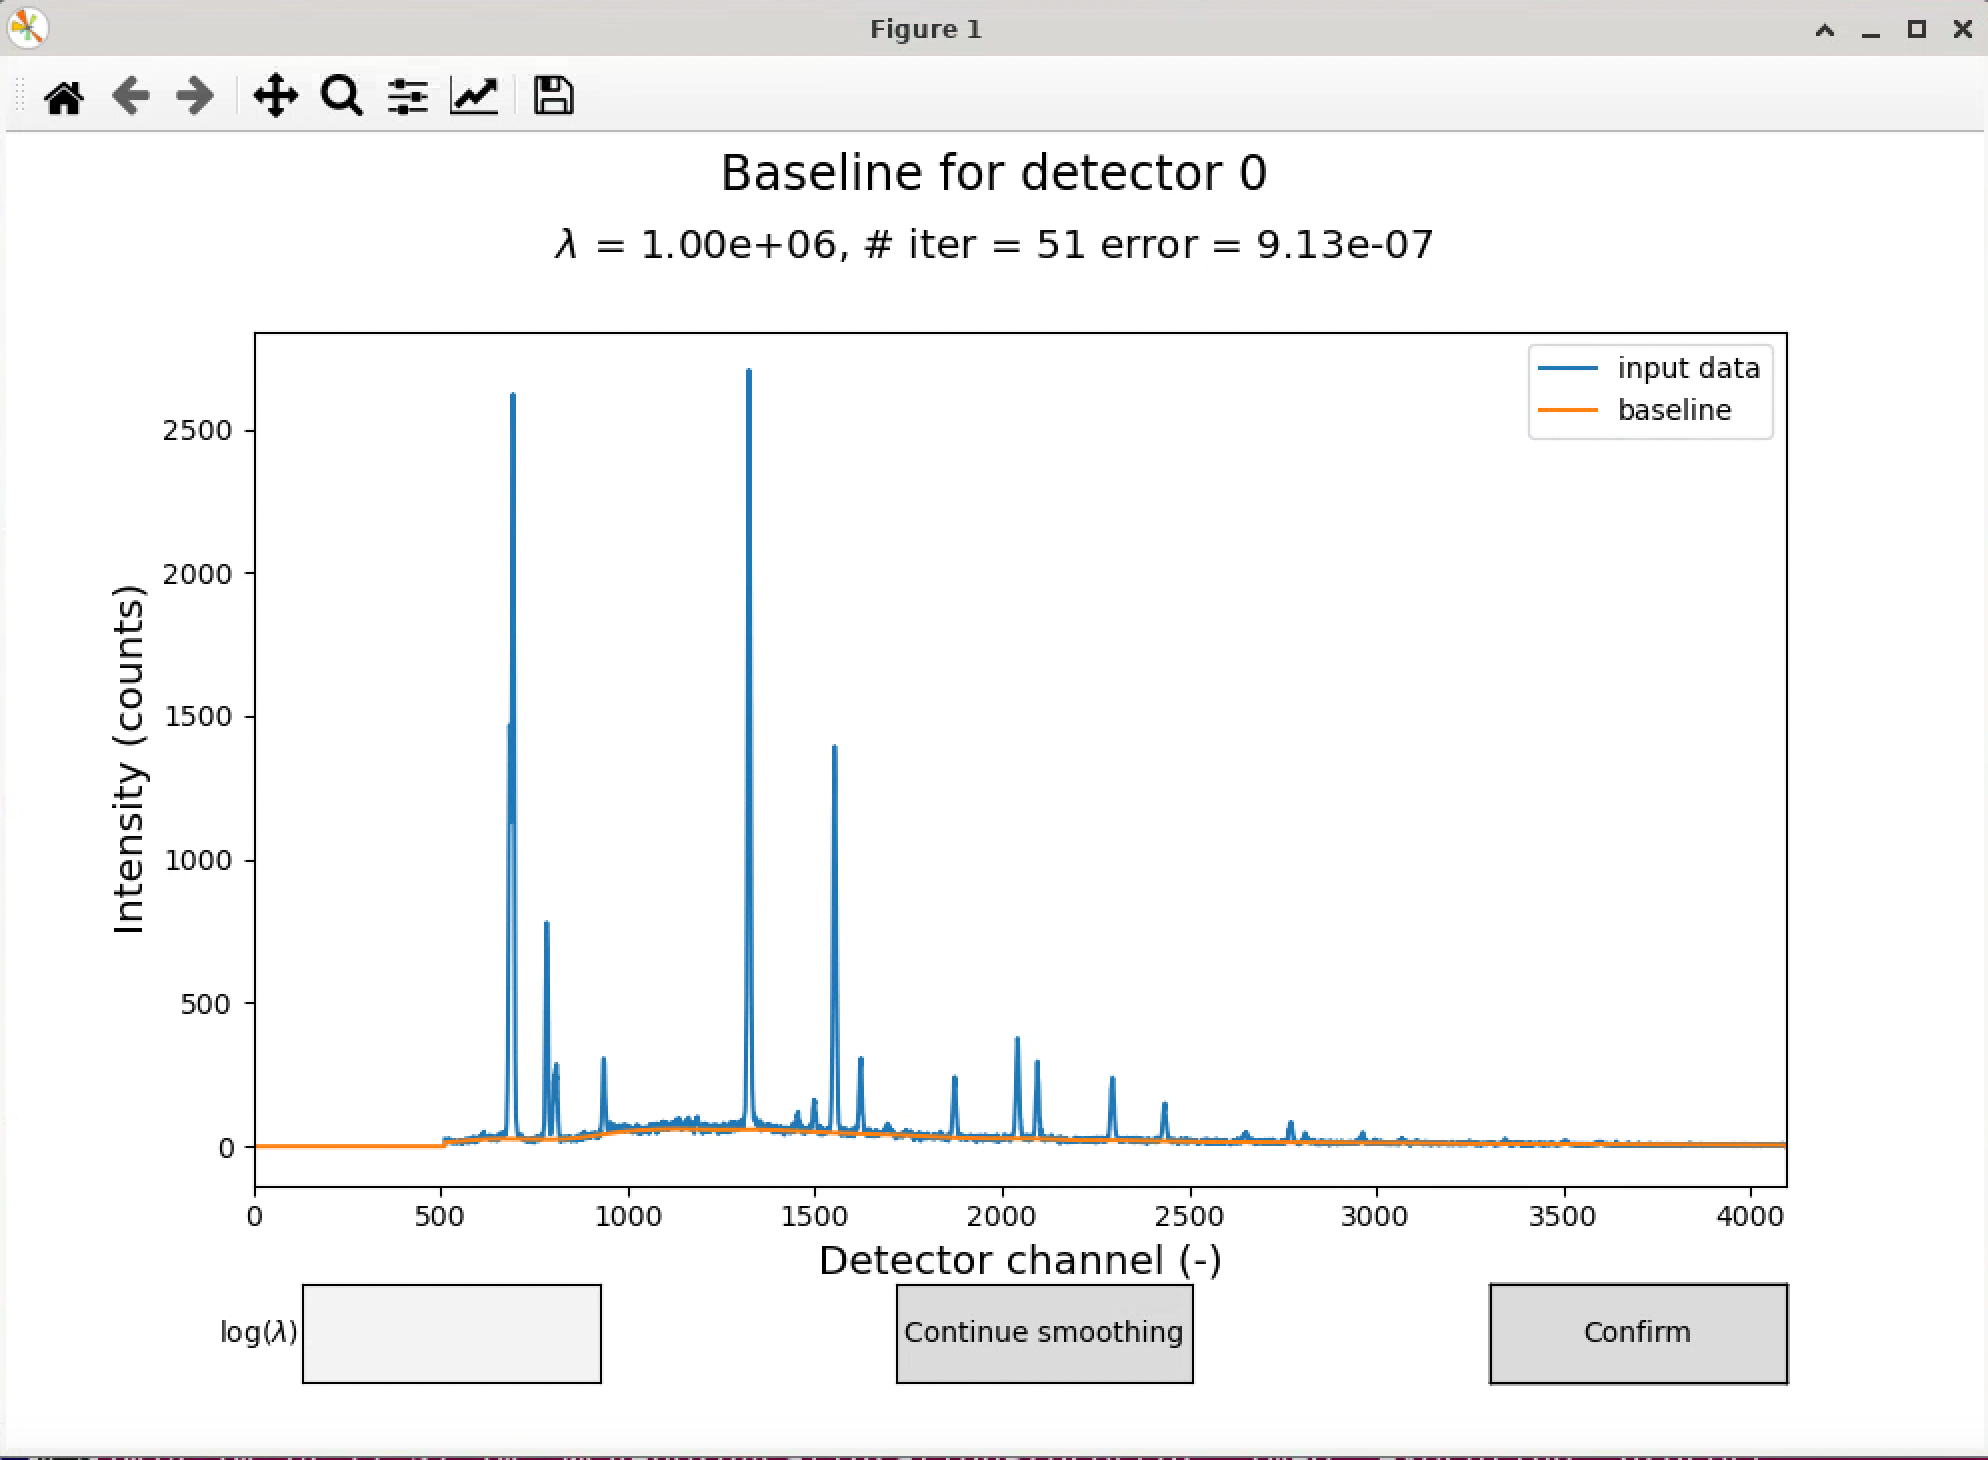 Figure 1
Baseline for detector 0
λ = 1.00e+06, # iter = 51 error = 9.13e-07
input data
baseline
Intensity (counts)
2500
2000
1500
1000
500
0
0 500 1000 1500 2000 2500 3000 3500 4000
Detector channel (-)
log(λ)
Continue smoothing
Confirm